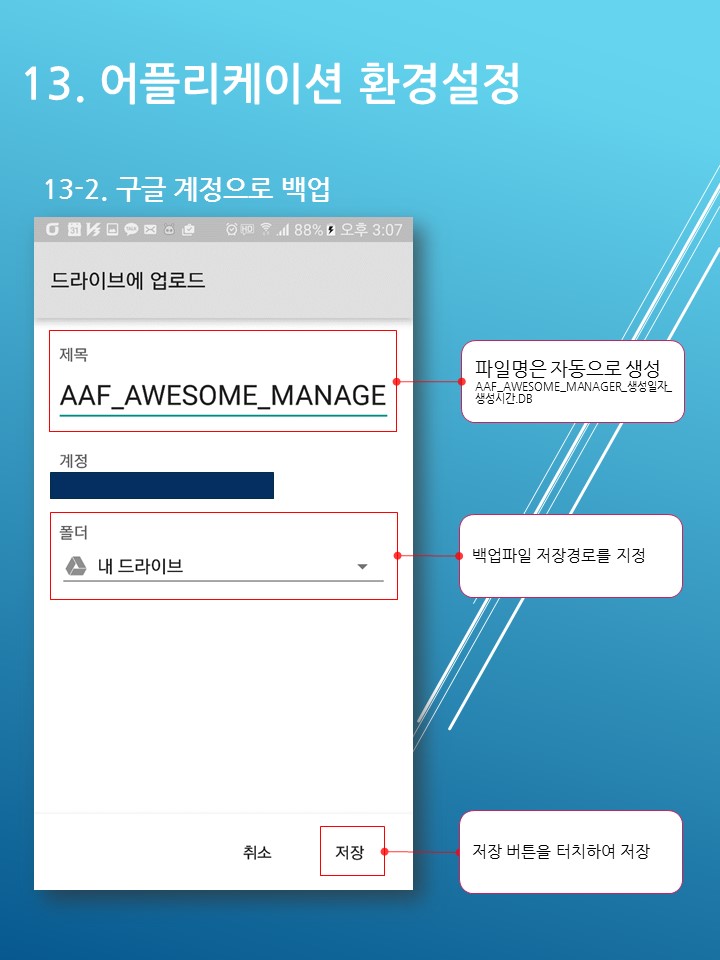 13. 어플리케이션 환경설정
13-2. 구글 계정으로 백업
88% 오후 3:07
드라이브에 업로드
제목
AAF_AWESOME_MANAGE
파일명은 자동으로 생성
AAF_AWESOME_MANAGER_생성일자_
생성시간.DB
계정
폴더
내 드라이브
백업파일 저장경로를 지정
취소
저장
저장 버튼을 터치하여 저장